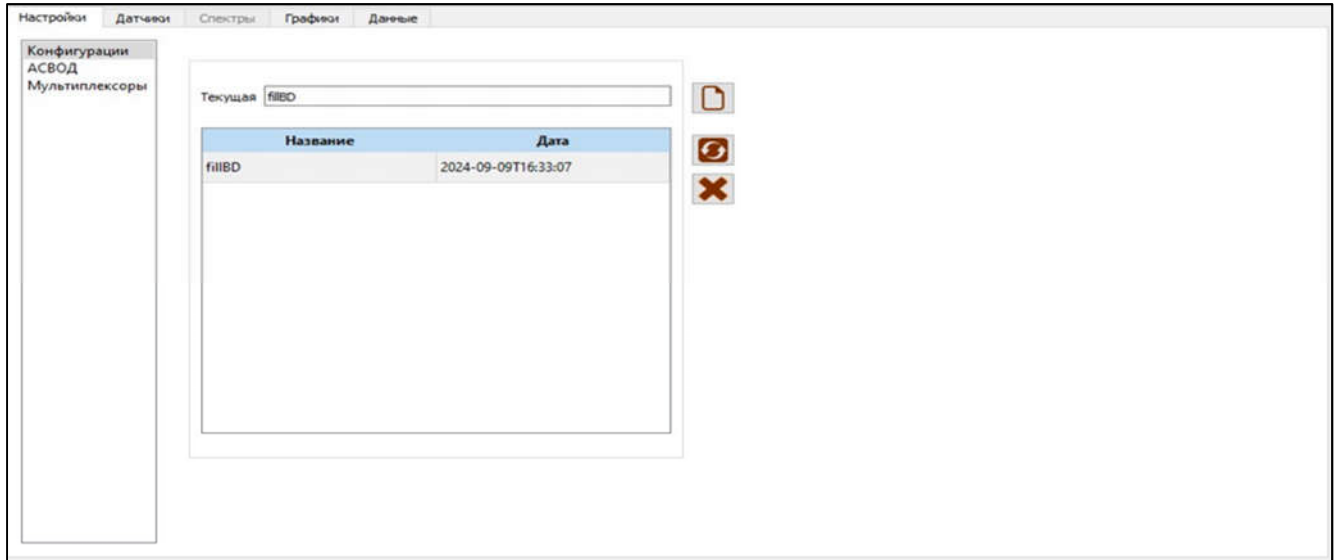 Настройки Датчики Спектры Графики Данные
Конфигурации
АСВОД
Мультиплексоры
Текущая fillBD
Название Дата
fillBD 2024-09-09T16:33:07